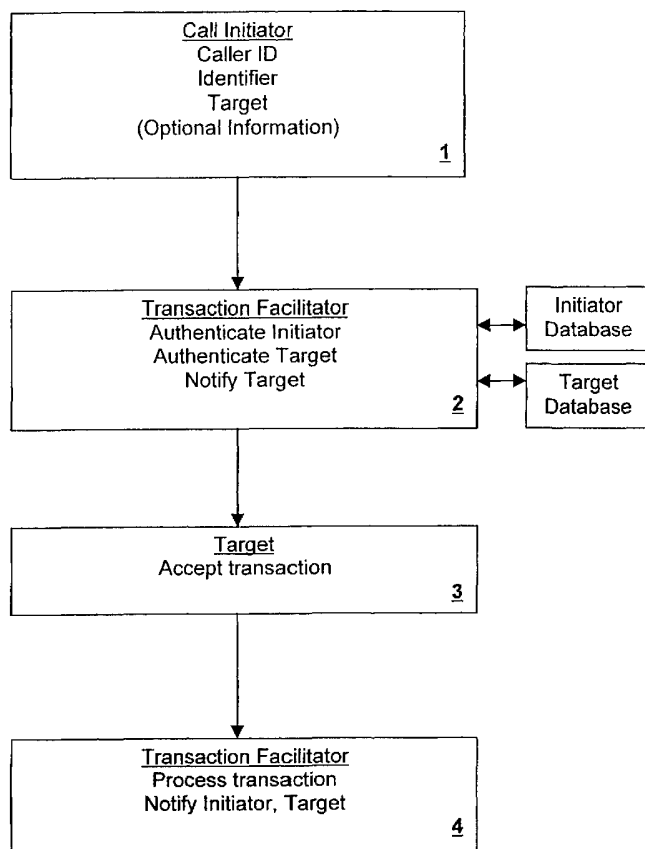 Call Initiator
Caller ID
Identifier
Target
(Optional Information)
1
Transaction Facilitator
Authenticate Initiator
Authenticate Target
Notify Target
2
Initiator
Database
Target
Database
Target
Accept transaction
3
Transaction Facilitator
Process transaction
Notify Initiator, Target
4